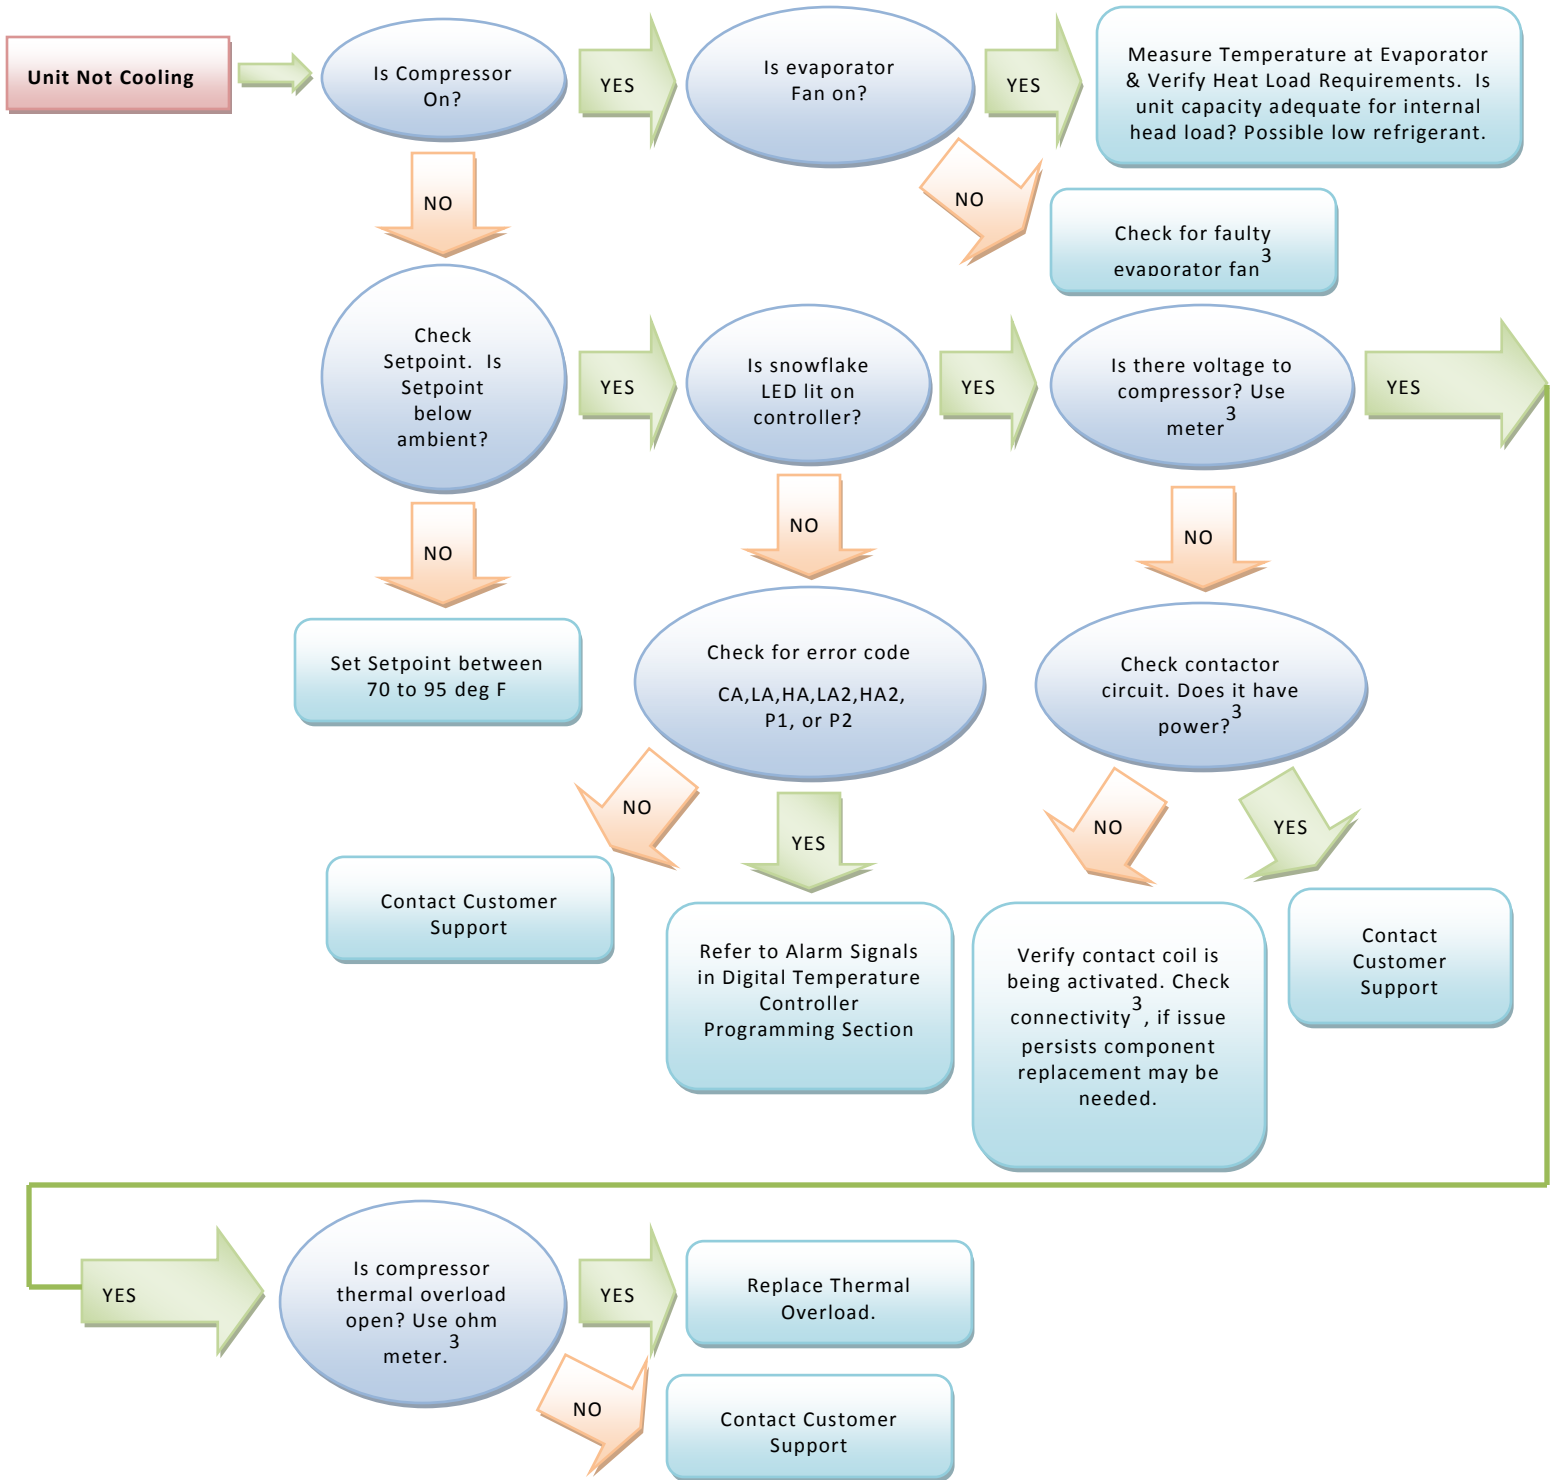 Unit Not Cooling
Is Compressor
On?
YES
Is evaporator
Fan on?
YES
Measure Temperature at Evaporator
& Verify Heat Load Requirements.  Is
unit capacity adequate for internal
head load? Possible low refrigerant.
NO
NO
Check for faulty
evaporator fan3
Check
Setpoint.  Is
Setpoint
below
ambient?
YES
Is snowflake
LED lit on
controller?
YES
Is there voltage to
compressor? Use
meter3
YES
NO
NO
NO
Set Setpoint between
70 to 95 deg F
Check for error code
CA,LA,HA,LA2,HA2,
P1, or P2
Check contactor
circuit. Does it have
power?3
NO
YES
NO
YES
Contact Customer
Support
Refer to Alarm Signals
in Digital Temperature
Controller
Programming Section
Verify contact coil is
being activated. Check
connectivity3, if issue
persists component
replacement may be
needed.
Contact
Customer
Support
YES
Is compressor
thermal overload
open? Use ohm
meter.3
YES
Replace Thermal
Overload.
NO
Contact Customer
Support